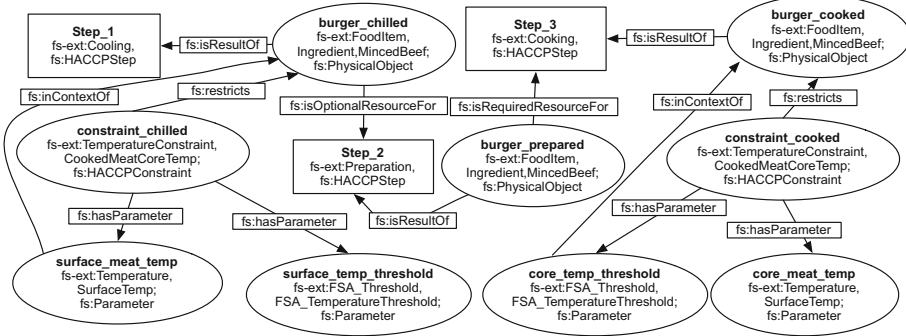 Step_1
fs-ext:Cooling,
fs:HACCPStep
fs:isResultOf
burger_chilled
fs-ext:FoodItem,
Ingredient,MincedBeef;
fs:PhysicalObject
Step_3
fs-ext:Cooking,
fs:HACCPStep
fs:isResultOf
burger_cooked
fs-ext:FoodItem,
Ingredient,MincedBeef;
fs:PhysicalObject
fs:inContextOf
fs:restricts
fs:isOptionalResourceFor
fs:isRequiredResourceFor
fs:inContextOf
fs:restricts
constraint_chilled
fs-ext:TemperatureConstraint,
CookedMeatCoreTemp;
fs:HACCPConstraint
Step_2
fs-ext:Preparation,
fs:HACCPStep
burger_prepared
fs-ext:FoodItem,
Ingredient,MincedBeef;
fs:PhysicalObject
constraint_cooked
fs-ext:TemperatureConstraint,
CookedMeatCoreTemp;
fs:HACCPConstraint
fs:hasParameter
fs:hasParameter
fs:isResultOf
fs:hasParameter
fs:hasParameter
surface_meat_temp
fs-ext:Temperature,
SurfaceTemp;
fs:Parameter
surface_temp_threshold
fs-ext:FSA_Threshold,
FSA_TemperatureThreshold;
fs:Parameter
core_temp_threshold
fs-ext:FSA_Threshold,
FSA_TemperatureThreshold;
fs:Parameter
core_meat_temp
fs-ext:Temperature,
SurfaceTemp;
fs:Parameter